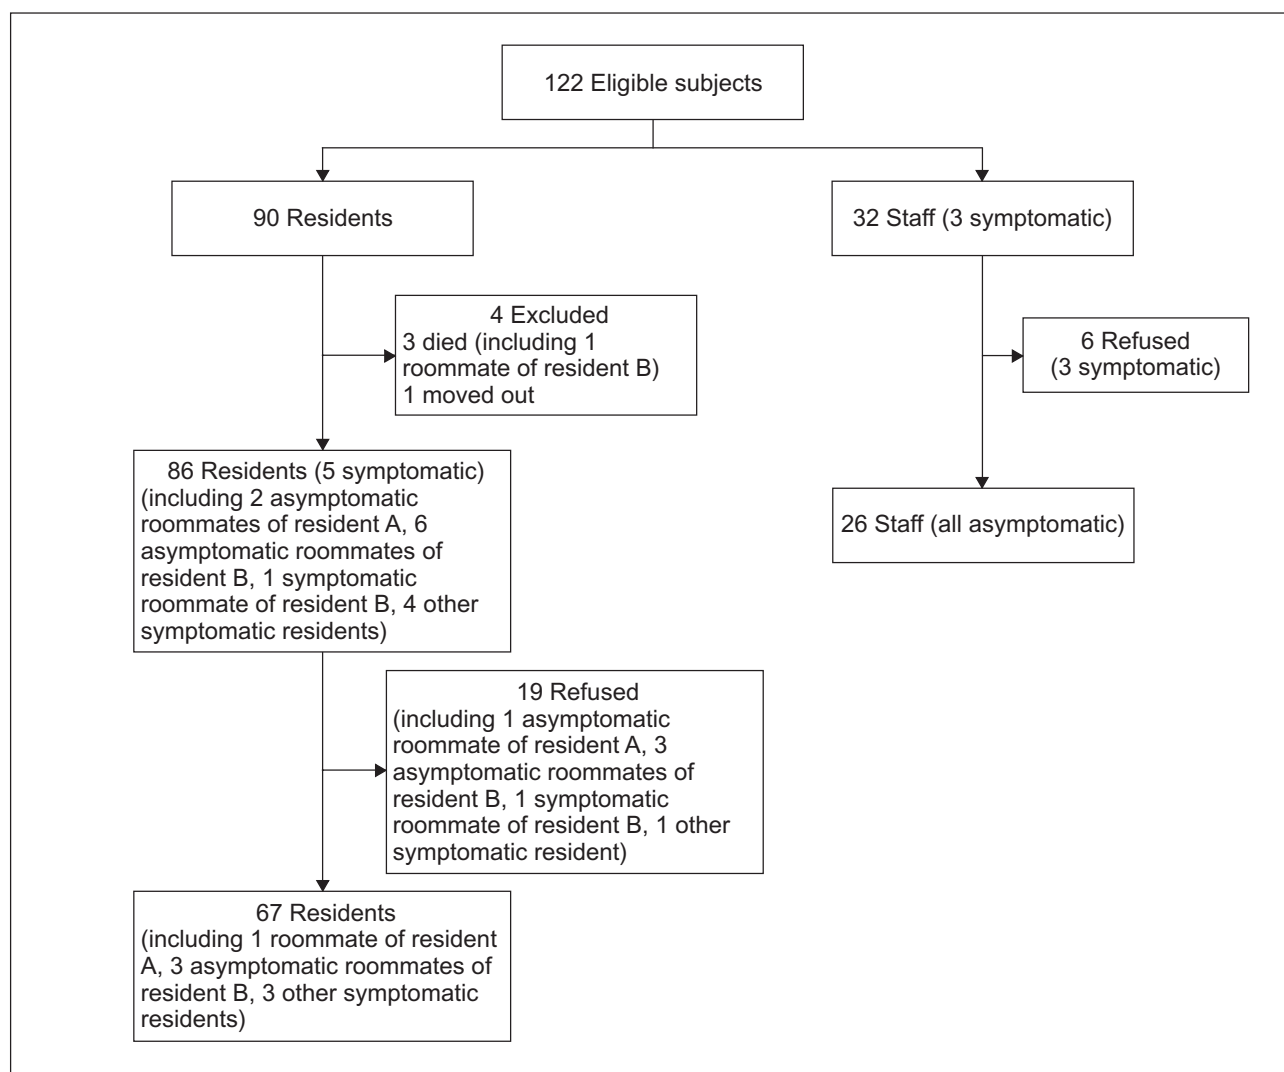 122 Eligible subjects
90 Residents
32 Staff (3 symptomatic)
4 Excluded
3 died (including 1
roommate of resident B)
1 moved out
6 Refused
(3 symptomatic)
86 Residents (5 symptomatic)
(including 2 asymptomatic
roommates of resident A, 6
asymptomatic roommates of
resident B, 1 symptomatic
roommate of resident B, 4 other
symptomatic residents)
26 Staff (all asymptomatic)
19 Refused
(including 1 asymptomatic
roommate of resident A, 3
asymptomatic roommates of
resident B, 1 symptomatic
roommate of resident B, 1 other
symptomatic resident)
67 Residents
(including 1 roommate of resident
A, 3 asymptomatic roommates of
resident B, 3 other symptomatic
residents)